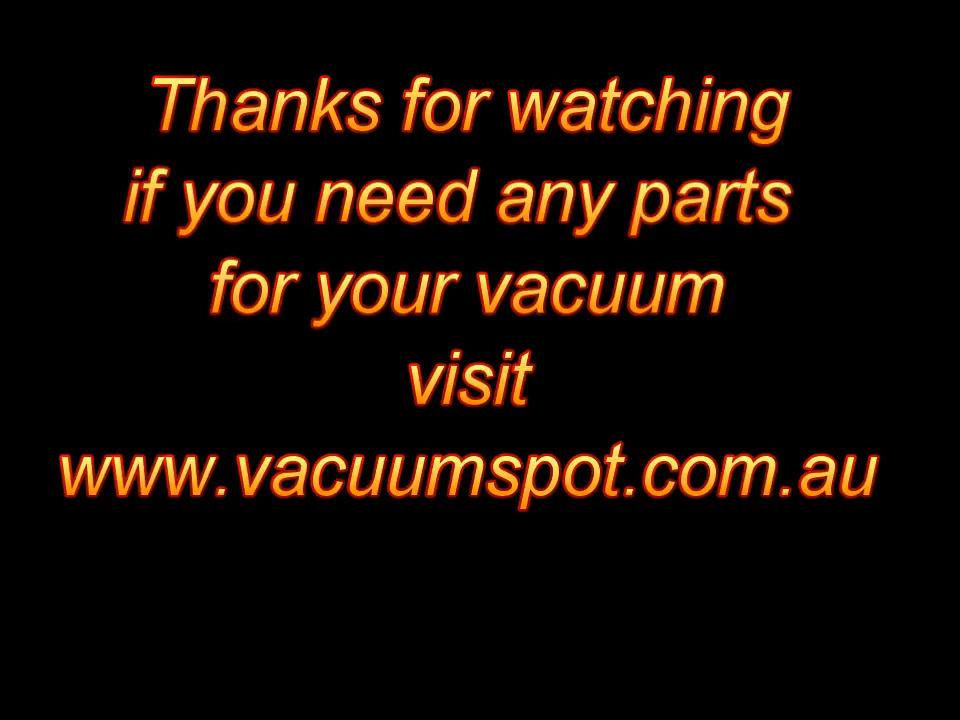 Thanks for watching
if you need any parts
for your vacuum
visit
www.vacuumspot.com.au